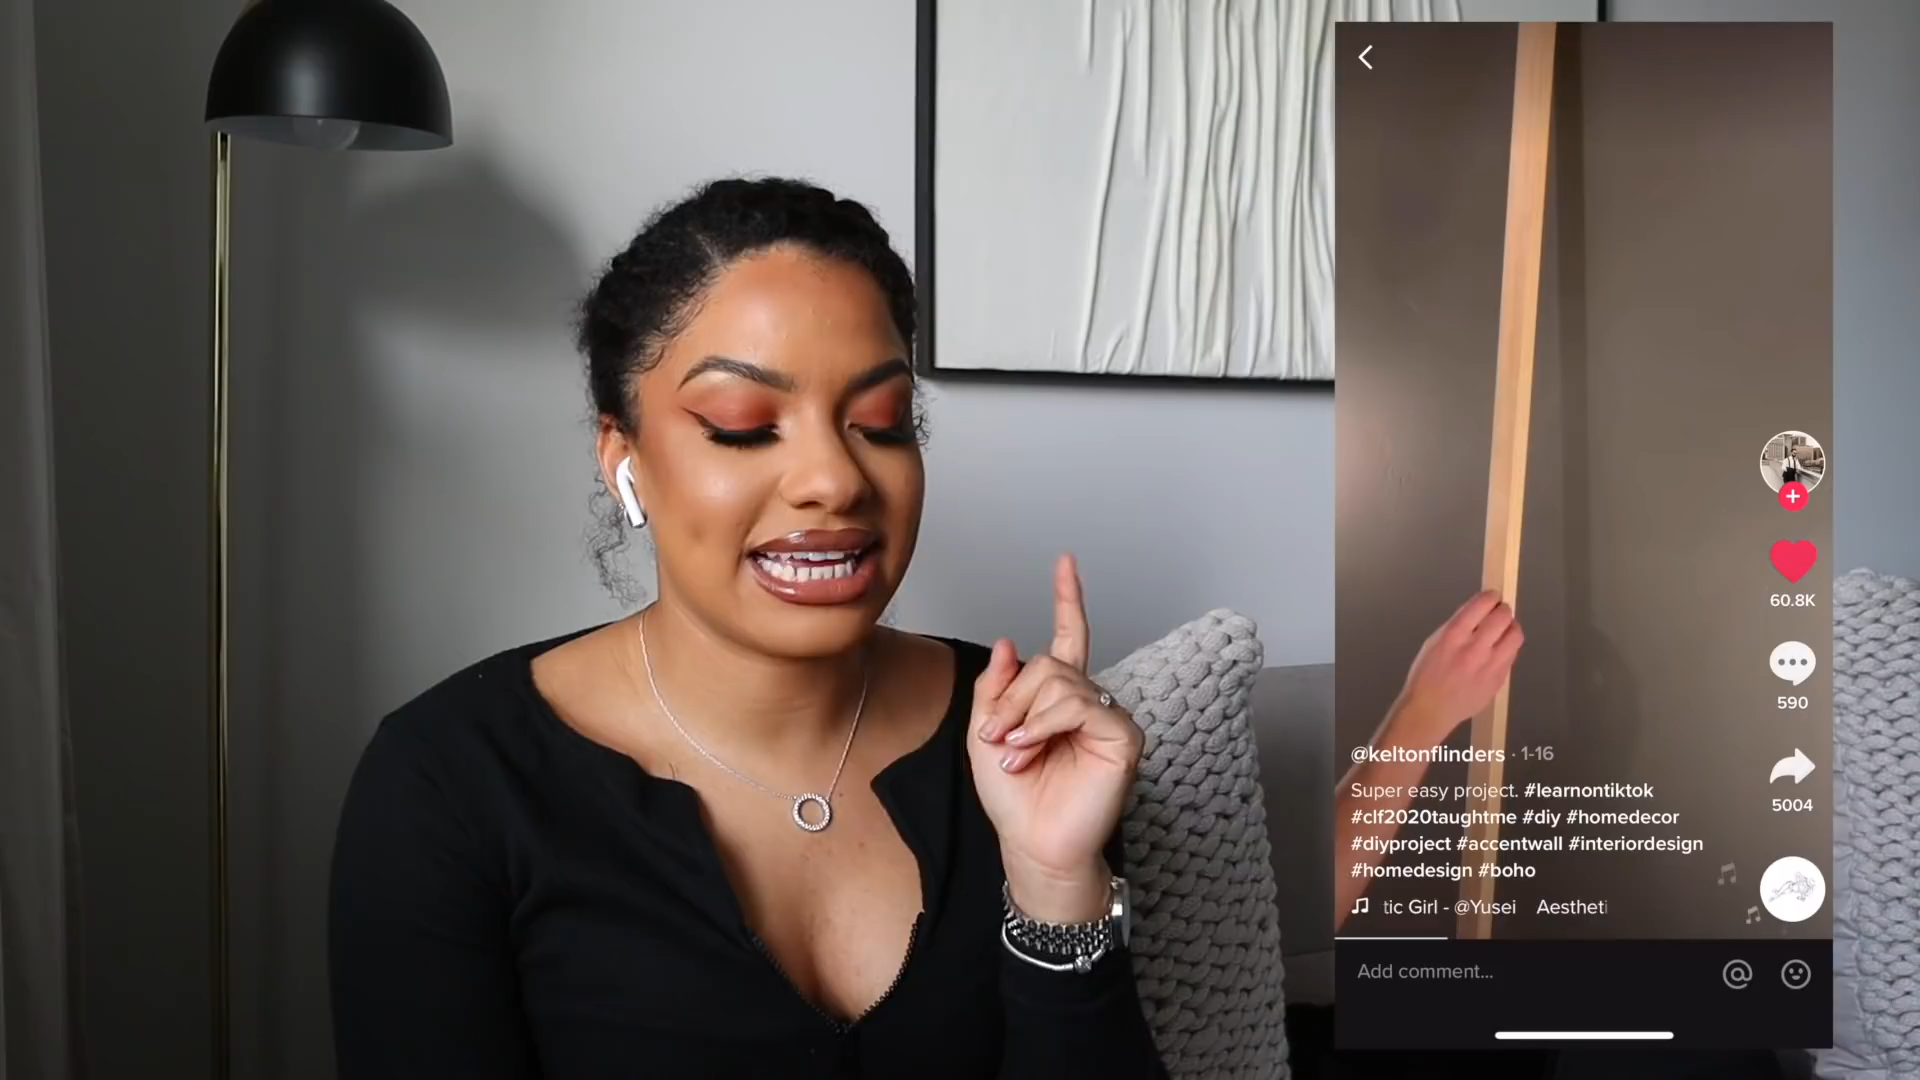 60.8K
590
5004
@keltonflinders · 1-16
Super easy project. #learnontiktok
#clf2020taughtme #diy #homedecor
#diyproject #accentwall #interiordesign
#homedesign #boho
tic Girl - @Yusei Aestheti
Add comment...